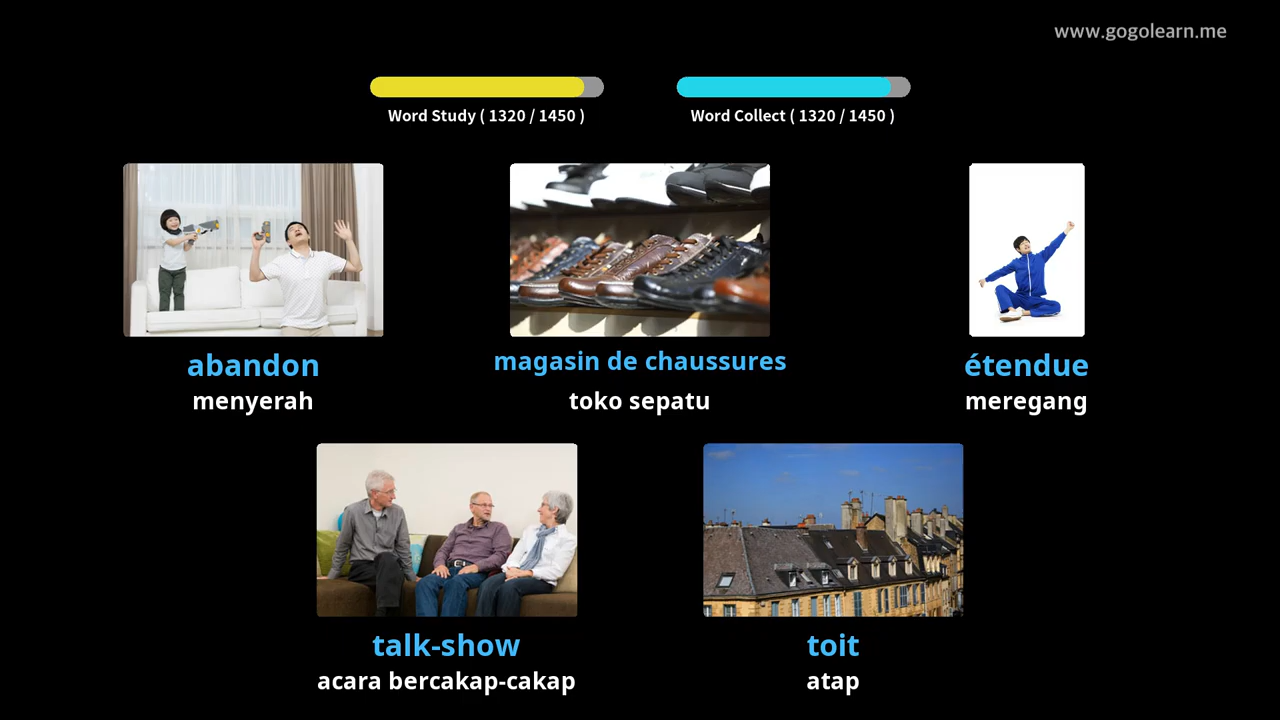 www.gogolearn.me
Word Study ( 1320 / 1450 )
Word Collect ( 1320 / 1450 )
abandon
menyerah
magasin de chaussures
toko sepatu
étendue
meregang
talk-show
acara bercakap-cakap
toit
atap